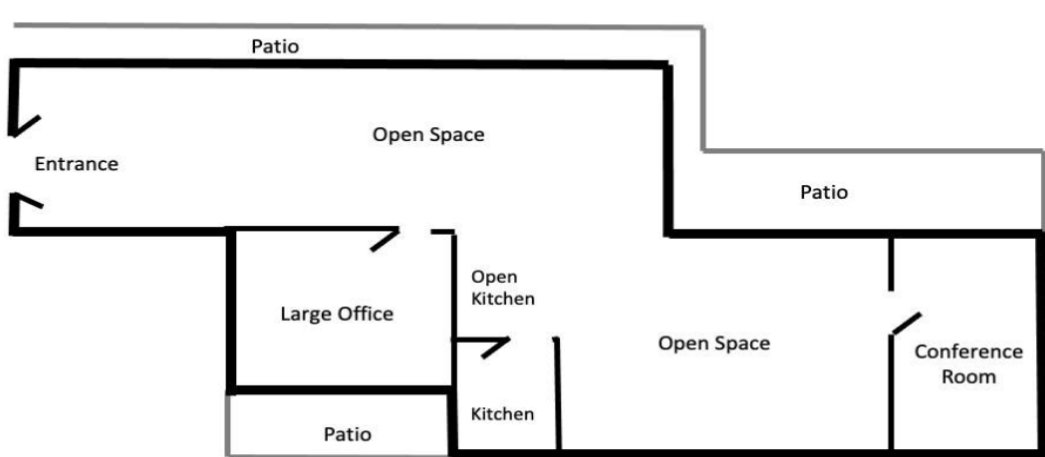 Patio
Open Space
Entrance
Patio
Open
Kitchen
Large Office
Open Space
Conference
Room
Kitchen
Patio